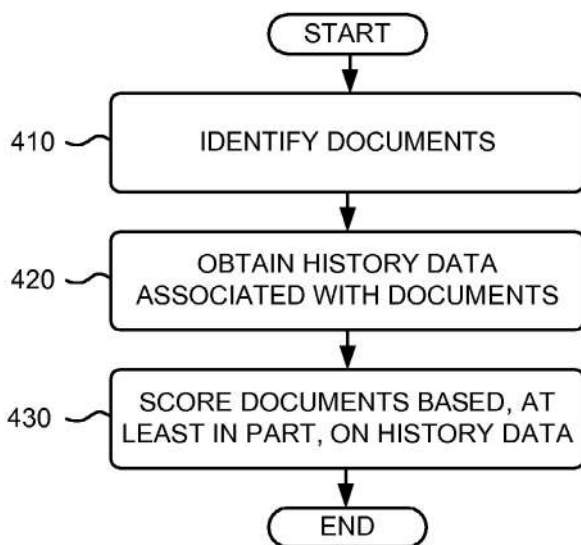 START
410
IDENTIFY DOCUMENTS
420
OBTAIN HISTORY DATA
ASSOCIATED WITH DOCUMENTS
430
SCORE DOCUMENTS BASED, AT
LEAST IN PART, ON HISTORY DATA
END